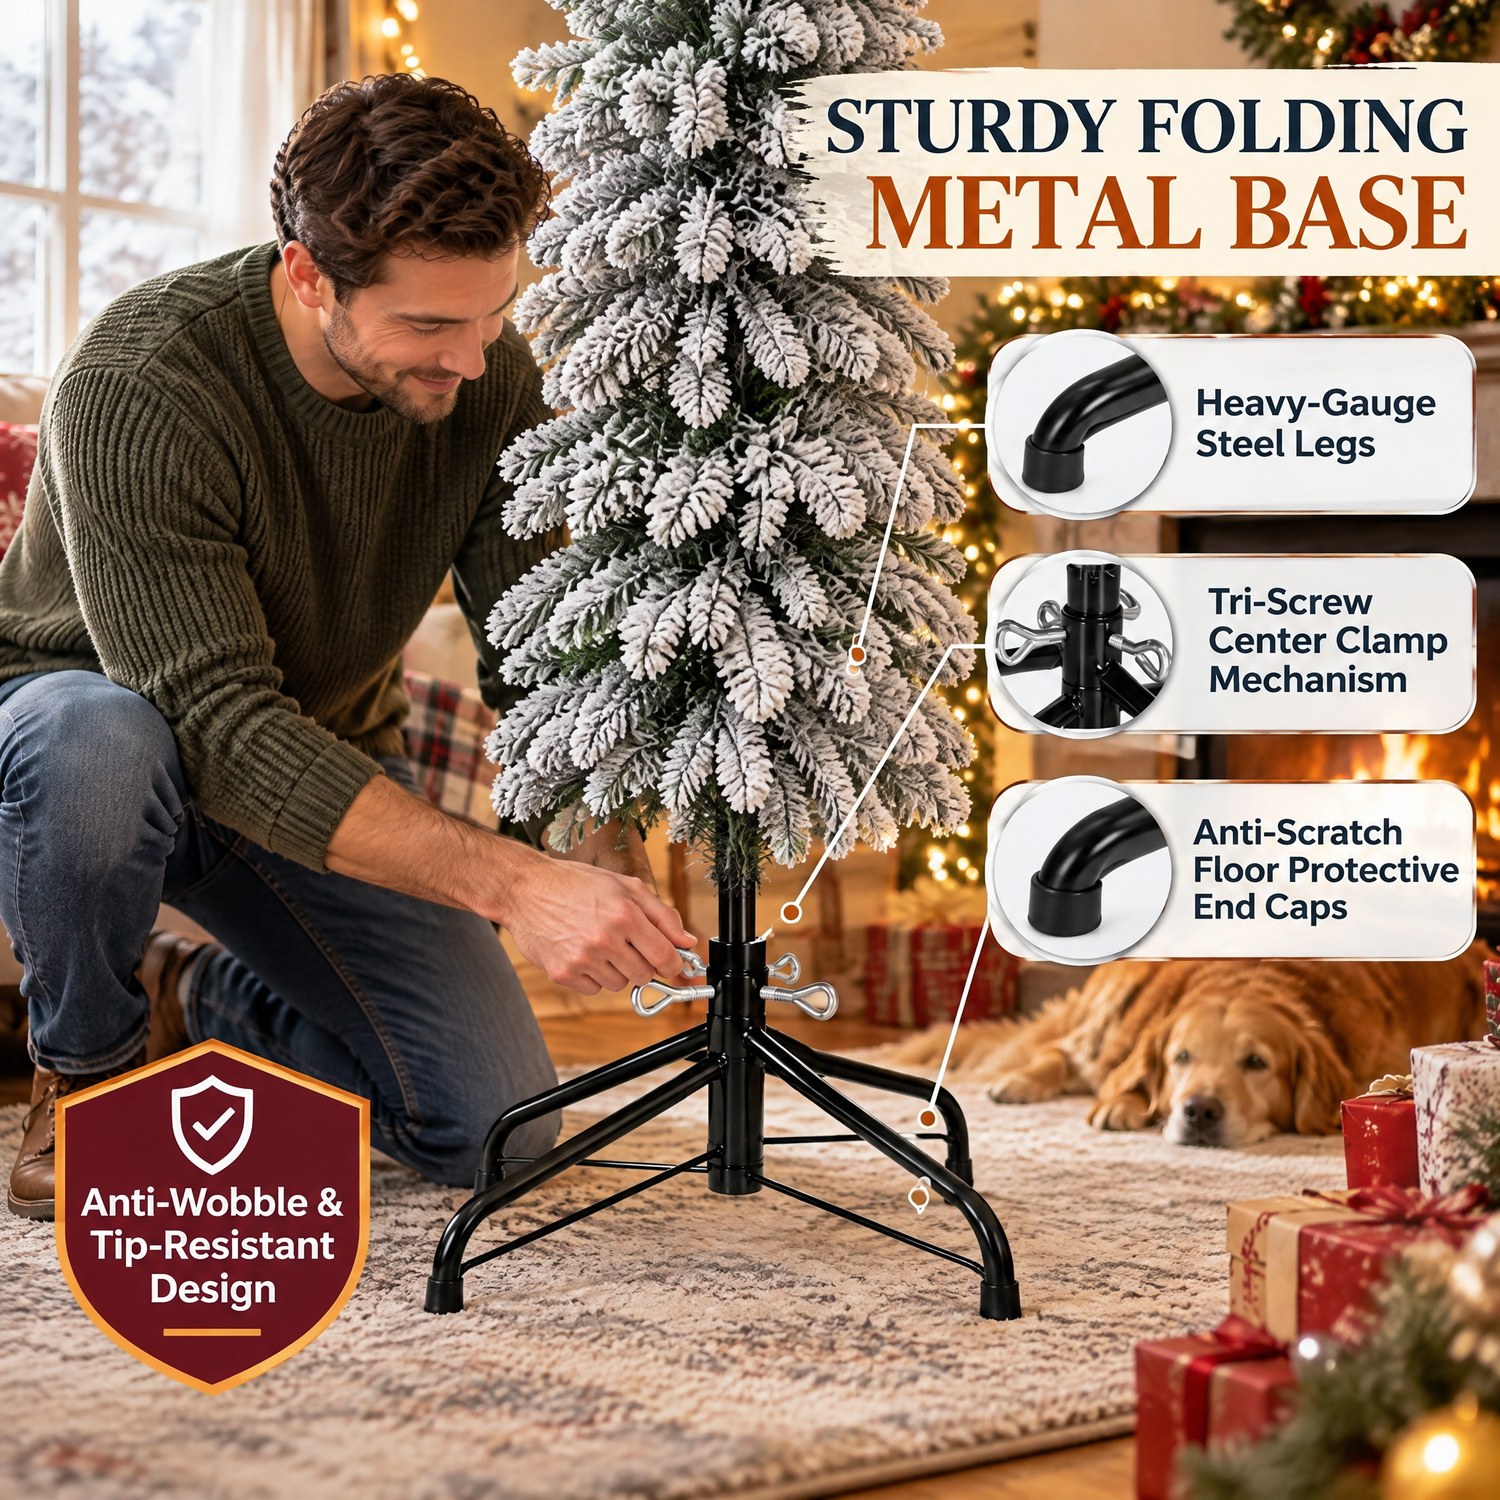 STURDY FOLDING
METAL BASE
Heavy-Gauge
Steel Legs
Tri-Screw
Center Clamp
Mechanism
Anti-Scratch
Floor Protective
End Caps
Anti-Wobble &
Tip-Resistant
Design